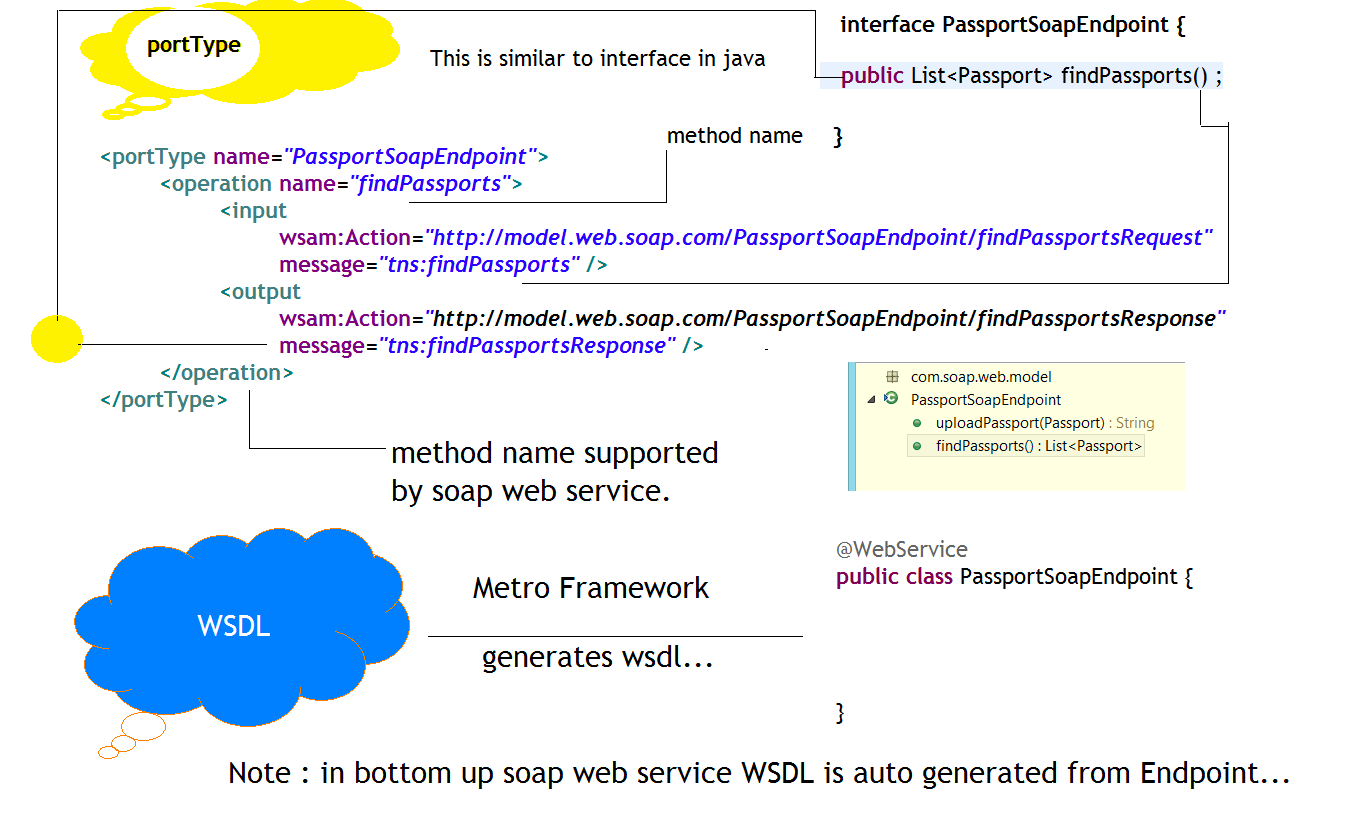 portType
This is similar to interface in java
interface PassportSoapEndpoint {
public List<Passport> findPassports() ;
}
method name
<portType name="PassportSoapEndpoint">
<operation name="findPassports">
<input
wsam:Action="http://model.web.soap.com/PassportSoapEndpoint/findPassportsRequest"
message="tns:findPassports" />
<output
wsam:Action="http://model.web.soap.com/PassportSoapEndpoint/findPassportsResponse"
message="tns:findPassportsResponse" />
</operation>
</portType>
method name supported
by soap web service.
com.soap.web.model
PassportSoapEndpoint
uploadPassport(Passport) : String
findPassports() : List<Passport>
WSDL
Metro Framework
generates wsdl...
@WebService
public class PassportSoapEndpoint {
}
Note : in bottom up soap web service WSDL is auto generated from Endpoint...